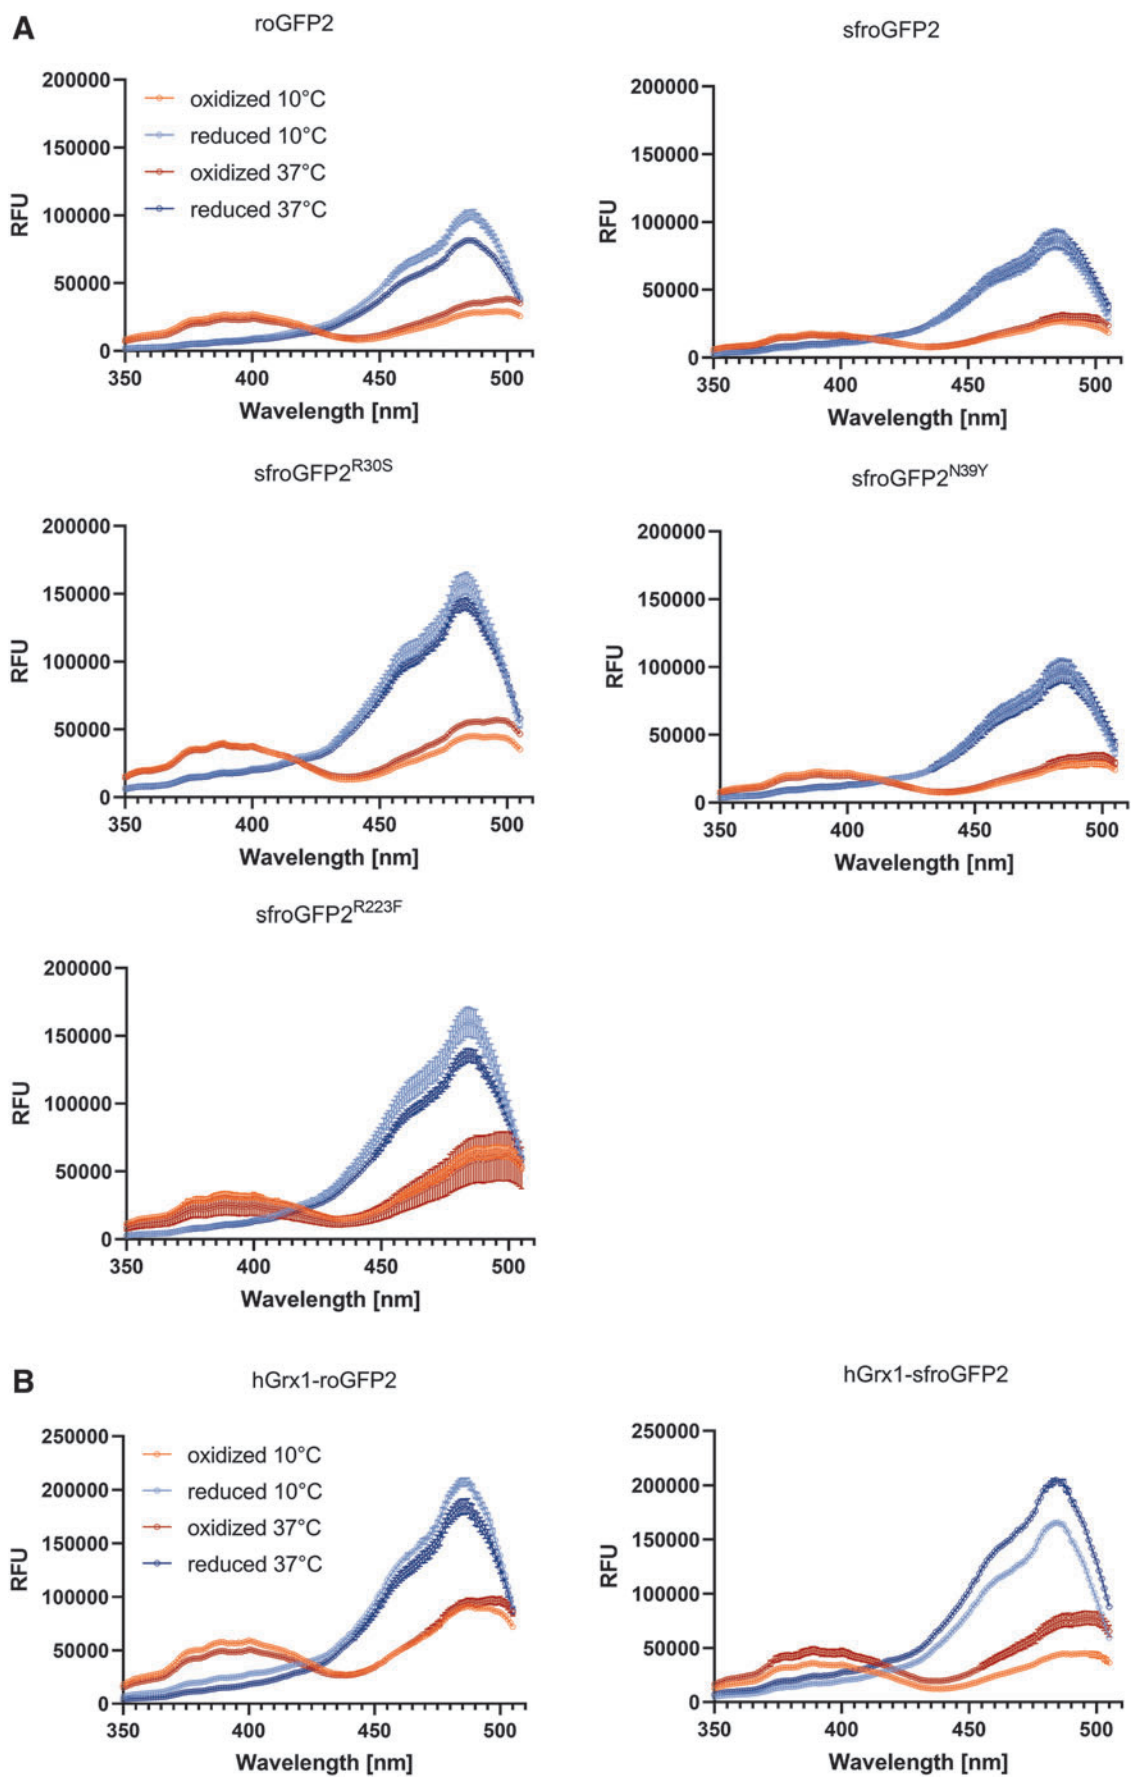 A
roGFP2
sfroGFP2
200000
150000
100000
50000
0
RFU
oxidized 10°C
reduced 10°C
oxidized 37°C
reduced 37°C
350 400 450 500
Wavelength [nm]
200000
150000
100000
50000
0
RFU
350 400 450 500
Wavelength [nm]
sfroGFP2R30S
200000
150000
100000
50000
0
RFU
350 400 450 500
Wavelength [nm]
sfroGFP2N39Y
200000
150000
100000
50000
0
RFU
350 400 450 500
Wavelength [nm]
sfroGFP2R223F
200000
150000
100000
50000
0
RFU
350 400 450 500
Wavelength [nm]
B
hGrx1-roGFP2
250000
200000
150000
100000
50000
0
RFU
oxidized 10°C
reduced 10°C
oxidized 37°C
reduced 37°C
350 400 450 500
Wavelength [nm]
hGrx1-sfroGFP2
250000
200000
150000
100000
50000
0
RFU
350 400 450 500
Wavelength [nm]